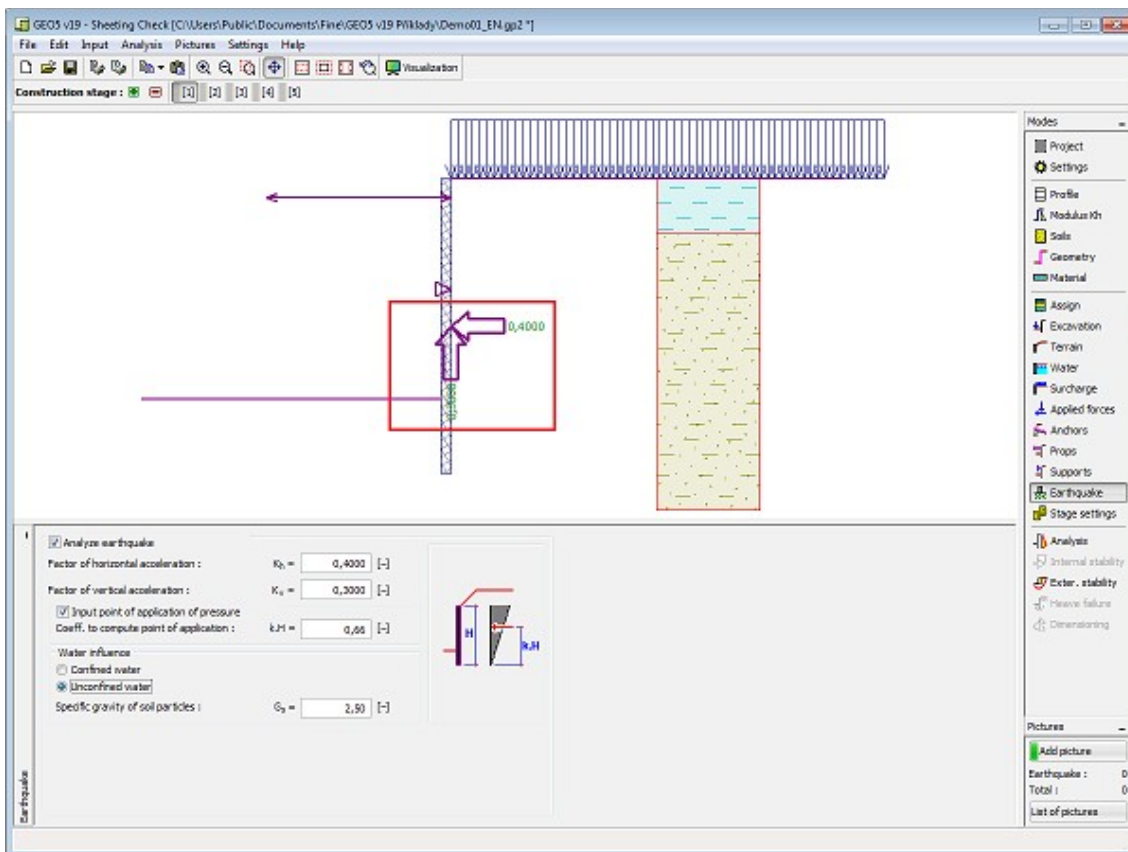 GEO5 v19 - Sheeting Check [C:\Users\Public\Documents\Fine\GEO5 v19 Příklady\Demo01_EN.gp2 *]
File Edit Input Analysis Pictures Settings Help
Visualization
Construction stage : [1] [2] [3] [4] [5]
0,4000
0,3000
Analyze earthquake
Factor of horizontal acceleration : Kh = 0,4000 [–]
Factor of vertical acceleration : Kv = 0,3000 [–]
Input point of application of pressure
Coeff. to compute point of application : k.H = 0,66 [–]
Water influence
Confined water
Unconfined water
Specific gravity of soil particles : Gs = 2,50 [–]
H
k.H
Earthquake
Modes
Project
Settings
Profile
Modulus Kh
Soils
Geometry
Material
Assign
Excavation
Terrain
Water
Surcharge
Applied forces
Anchors
Props
Supports
Earthquake
Stage settings
Analysis
Internal stability
Exter. stability
Heave failure
Dimensioning
Pictures
Add picture
Earthquake : 0
Total : 0
List of pictures